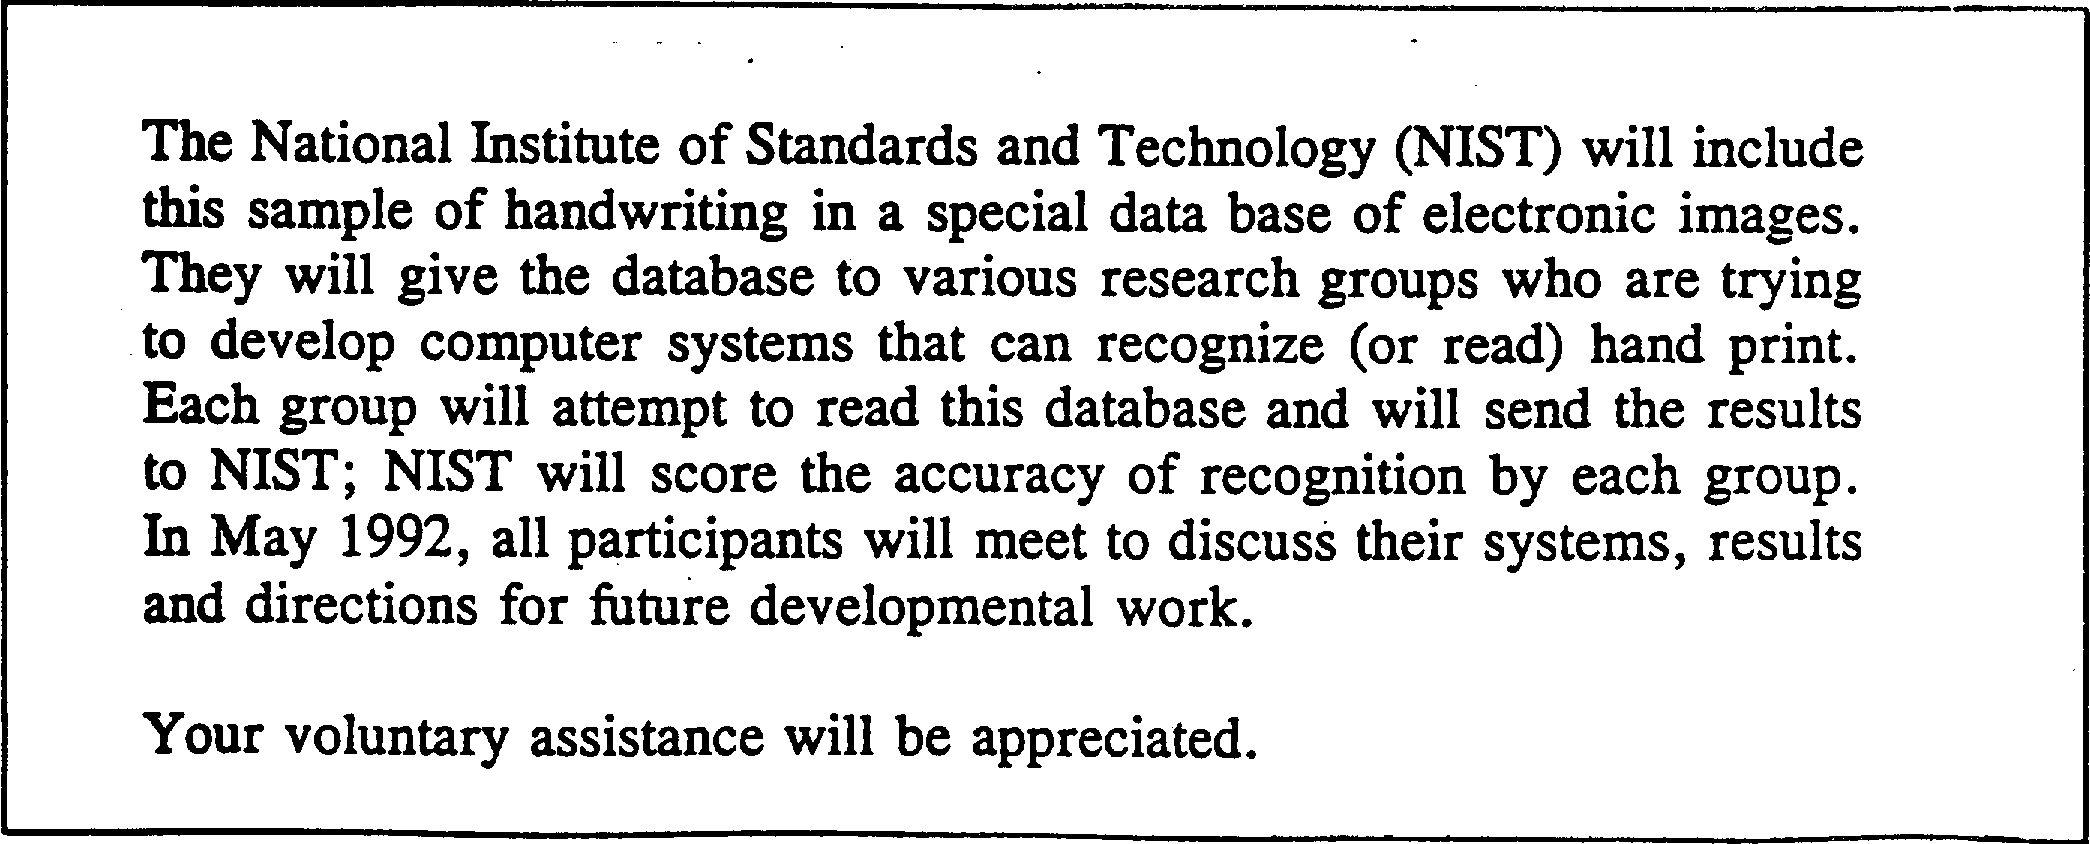 The National Institute of Standards and Technology (NIST) will include
this sample of handwriting in a special data base of electronic images.
They will give the database to various research groups who are trying
to develop computer systems that can recognize (or read) hand print.
Each group will attempt to read this database and will send the results
to NIST; NIST will score the accuracy of recognition by each group.
In May 1992, all participants will meet to discuss their systems, results
and directions for future developmental work.
Your voluntary assistance will be appreciated.